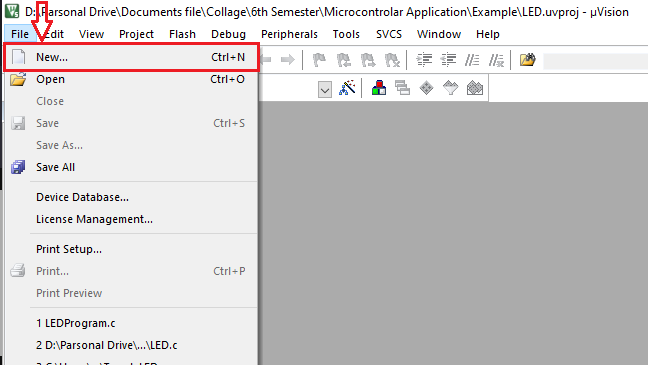 D:\Parsonal Drive\Documents file\Collage\6th Semester\Microcontrolar Application\Example\LED.uvproj - µVision
File Edit View Project Flash Debug Peripherals Tools SVCS Window Help
New... Ctrl+N
Open Ctrl+O
Close
Save Ctrl+S
Save As...
Save All
Device Database...
License Management...
Print Setup...
Print... Ctrl+P
Print Preview
1 LEDProgram.c
2 D:\Parsonal Drive\...\LED.c